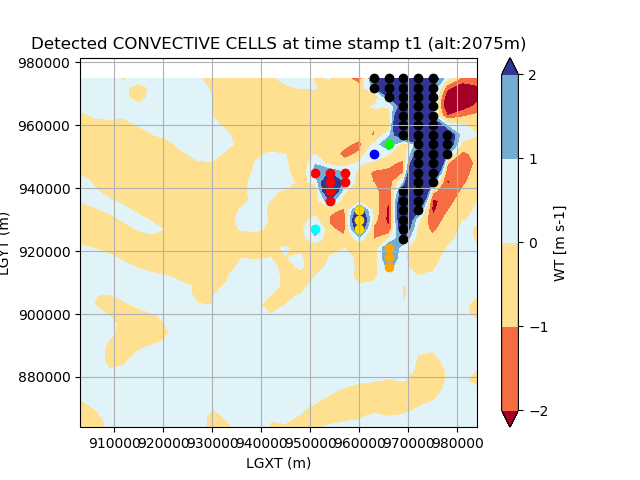 Detected CONVECTIVE CELLS at time stamp t1 (alt:2075m)
980000
960000
940000
920000
900000
880000
LGYT (m)
910000 920000 930000 940000 950000 960000 970000 980000
LGXT (m)
2
1
0
−1
−2
WT [m s-1]